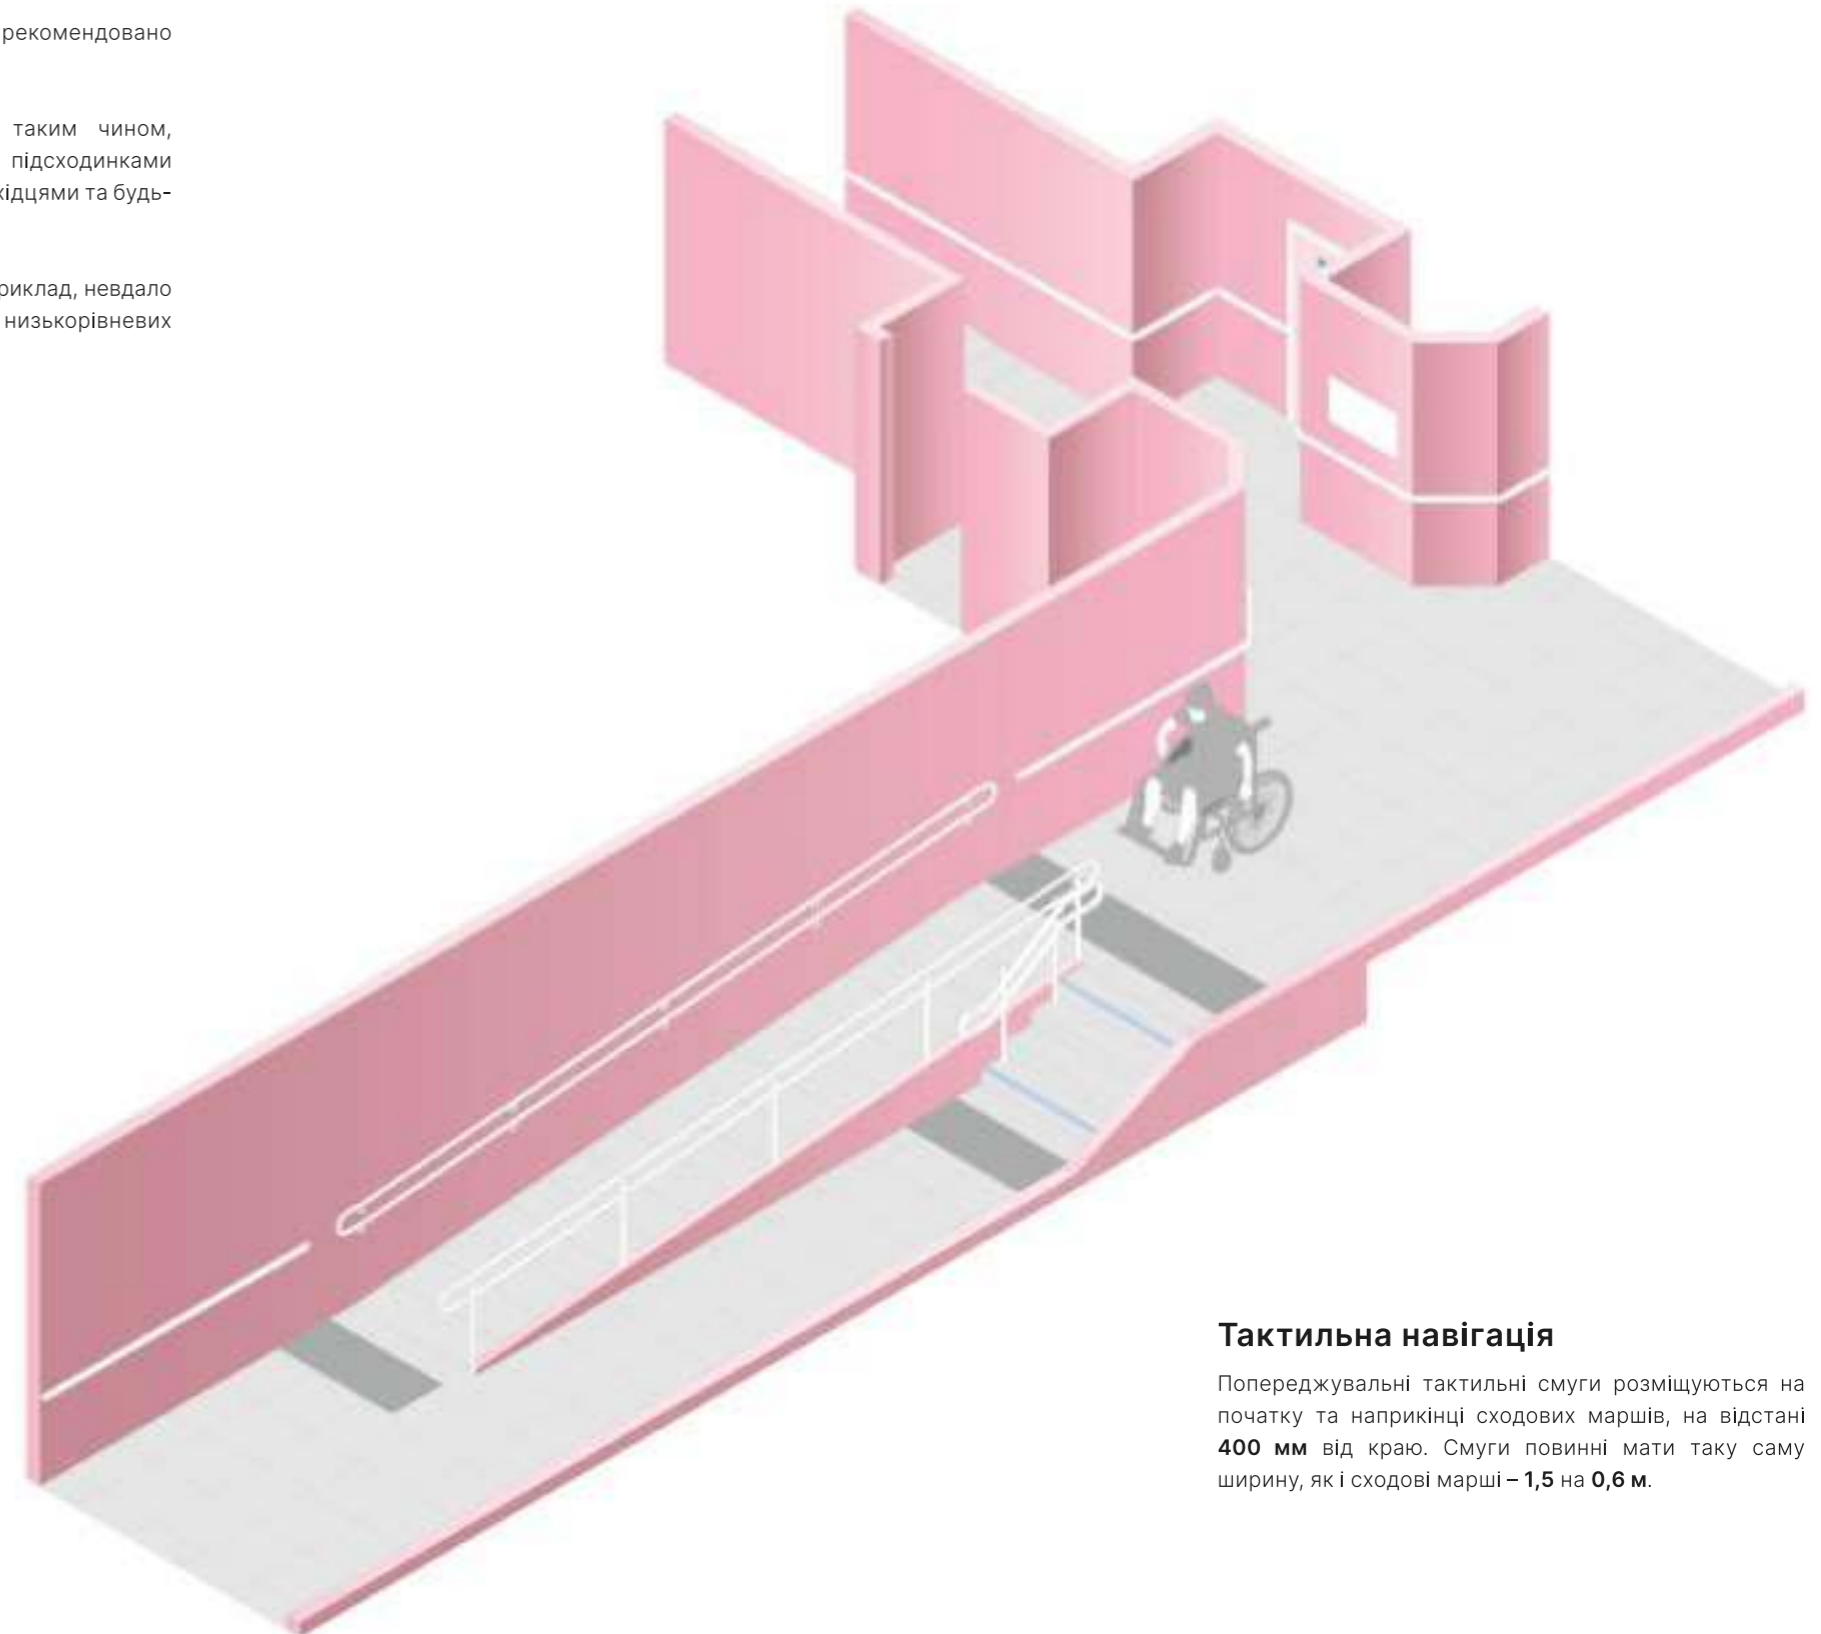 рекомендовано
таким чином,
підсходинками
та будь-
невдало
низькорівневих
Тактильна навігація
Попереджувальні тактильні смуги розміщуються на
початку та наприкінці сходових маршів, на відстані
400 мм від краю. Смуги повинні мати таку саму
ширину, як і сходові марші – 1,5 на 0,6 м.